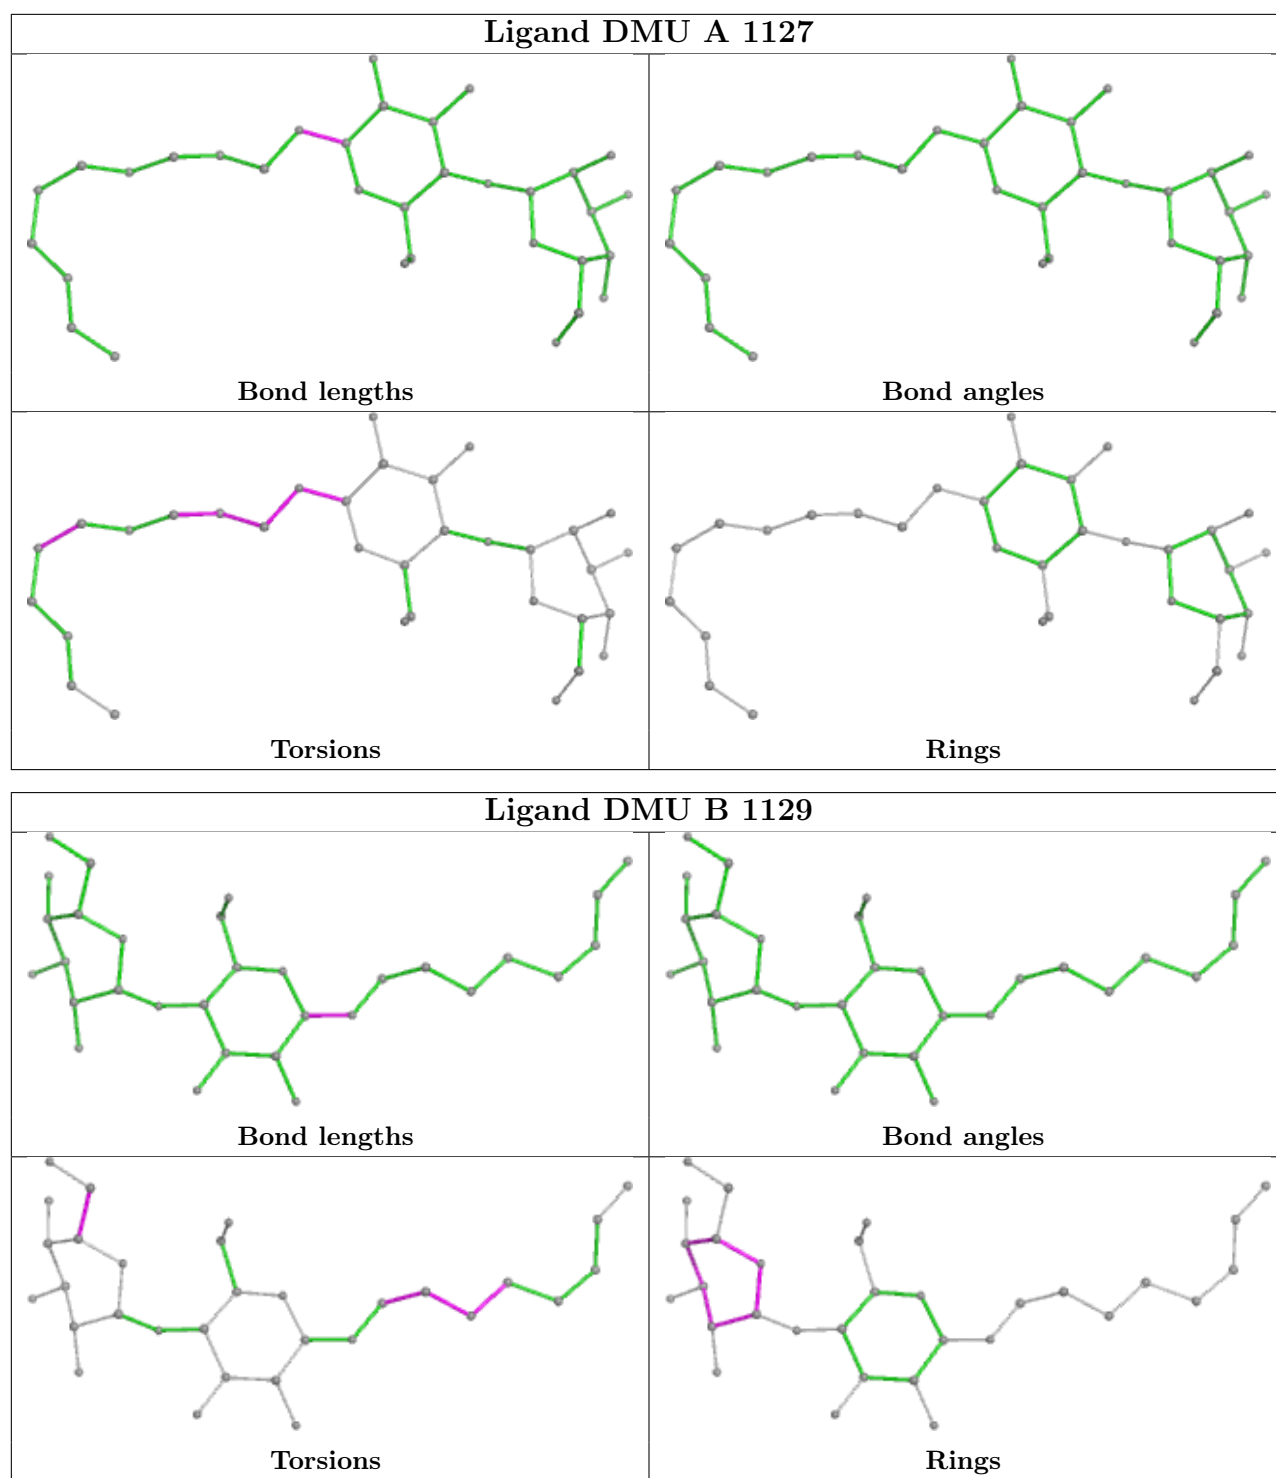 Ligand DMU A 1127
Bond lengths
Bond angles
Torsions
Rings
Ligand DMU B 1129
Bond lengths
Bond angles
Torsions
Rings